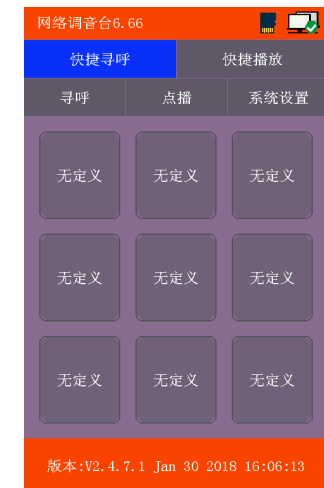 网络调音台6.66
快捷寻呼 快捷播放
寻呼 点播 系统设置
无定义 无定义 无定义
无定义 无定义 无定义
无定义 无定义 无定义
版本:V2.4.7.1 Jan 30 2018 16:06:13